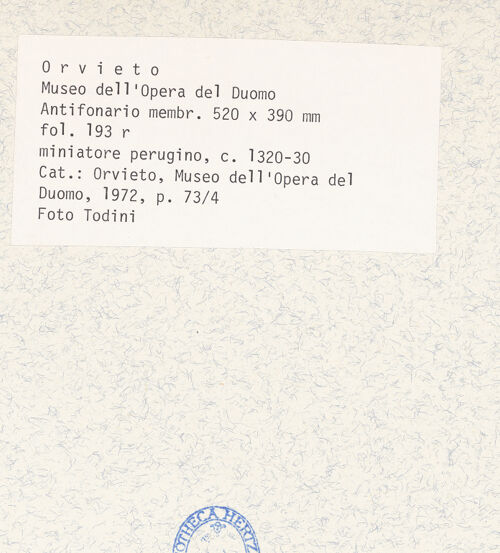 O r v i e t o
Museo dell'Opera del Duomo
Antifonario membr. 520 x 390 mm
fol. 193 r
miniatore perugino, c. 1320-30
Cat.: Orvieto, Museo dell'Opera del
Duomo, 1972, p. 73/4
Foto Todini